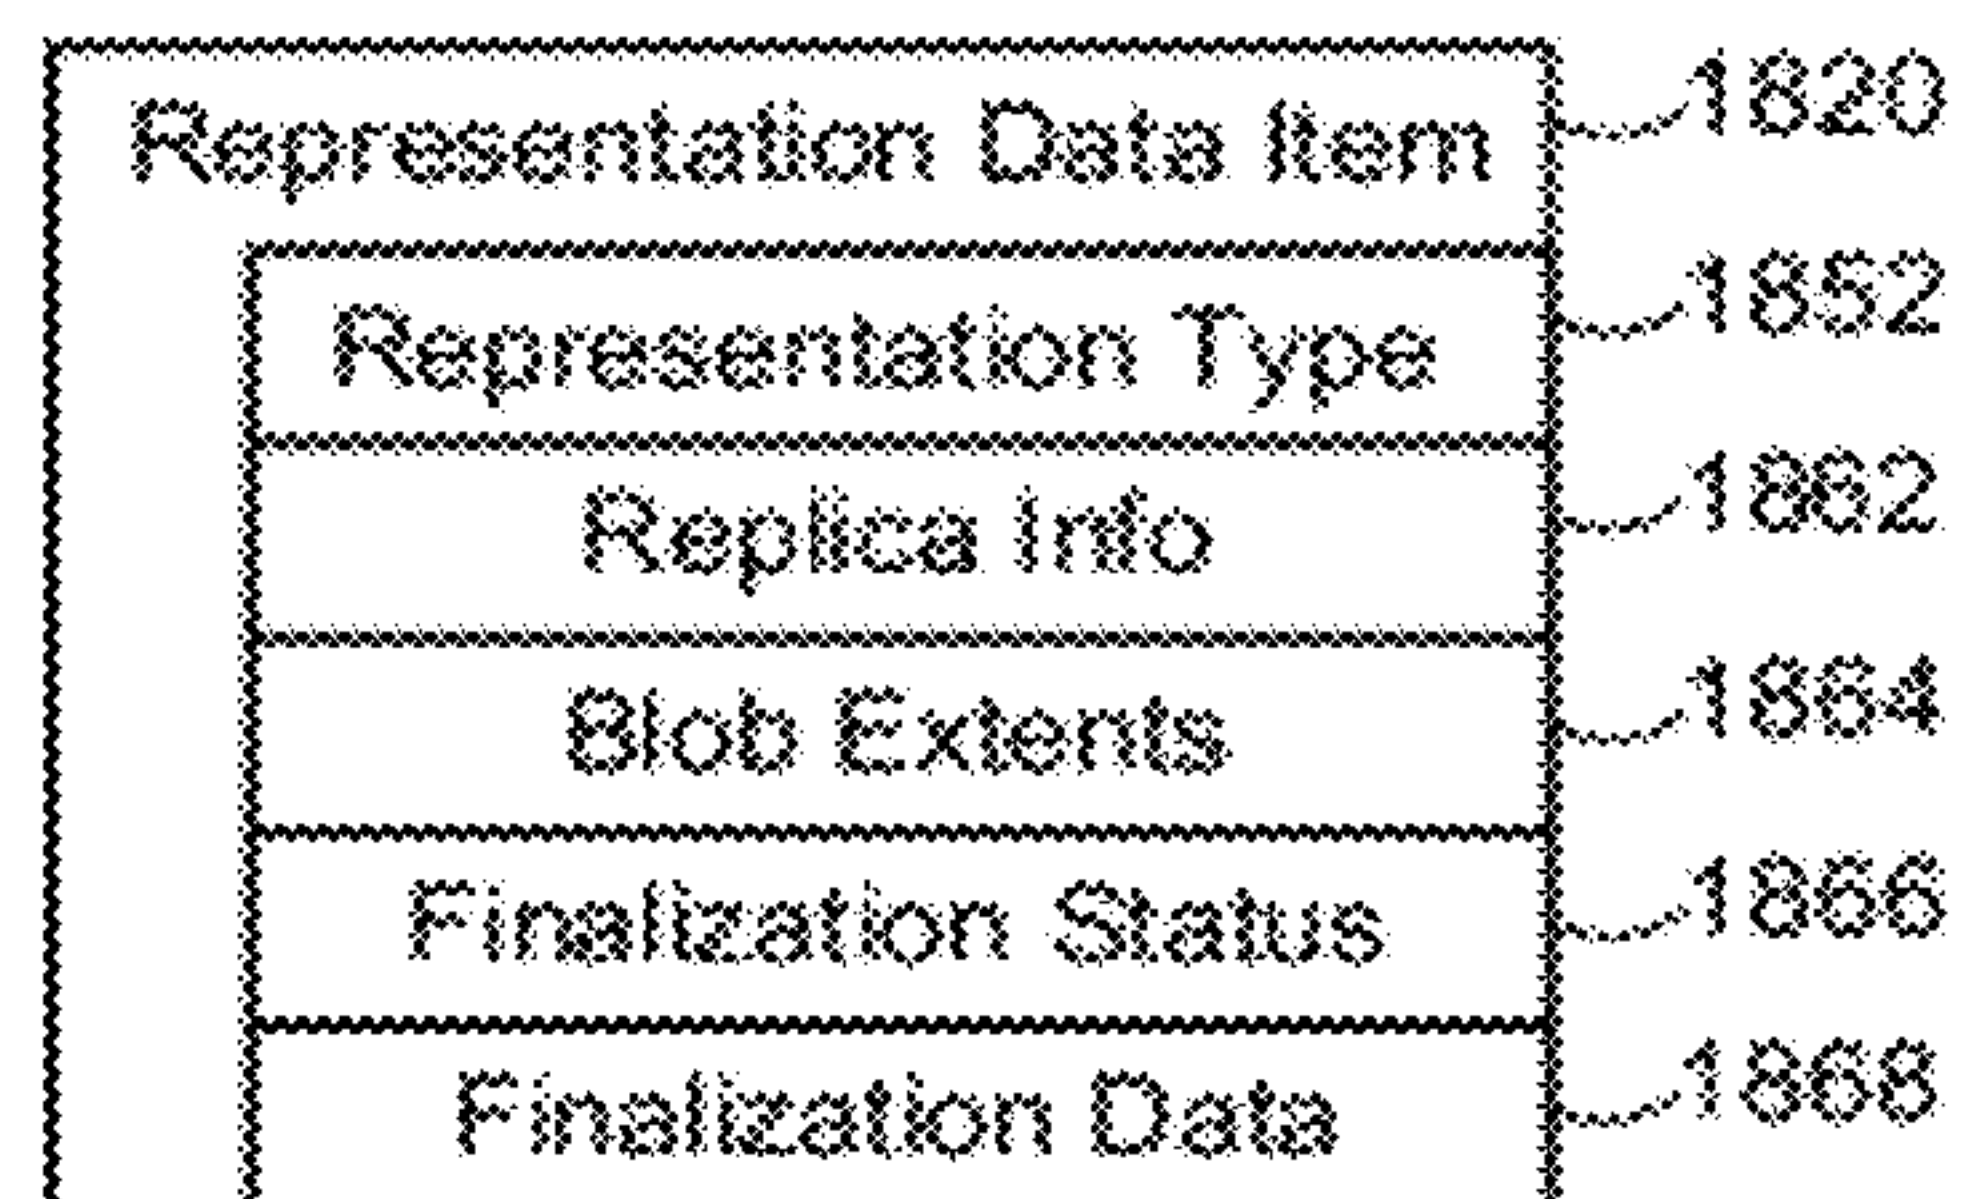 Representation Data Item 1820
Representation Type 1852
Replica Info 1862
Blob Extents 1864
Finalization Status 1866
Finalization Data 1868